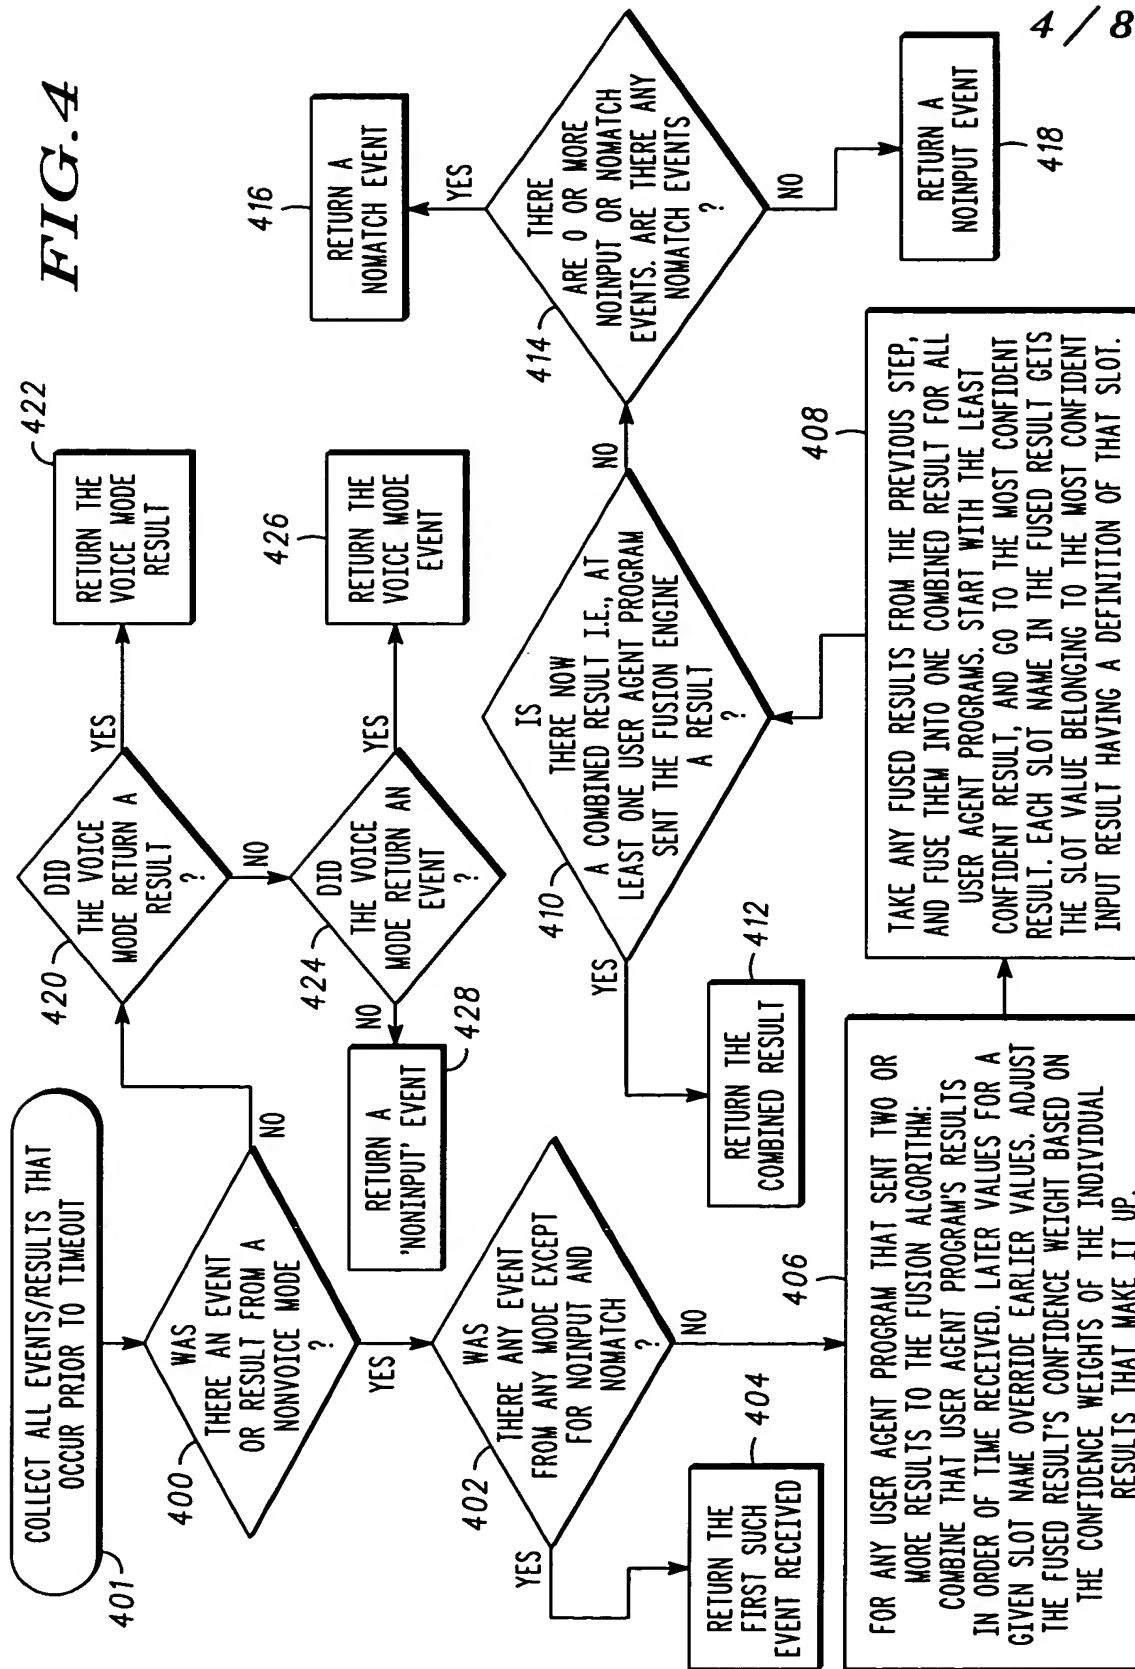 4 / 8
FIG.4
COLLECT ALL EVENTS/RESULTS THAT
OCCUR PRIOR TO TIMEOUT
401
WAS
THERE AN EVENT
OR RESULT FROM A
NONVOICE MODE
?
400
NO
YES
DID
THE VOICE
MODE RETURN A
RESULT
?
420
YES
NO
RETURN THE
VOICE MODE
RESULT
422
DID
THE VOICE
MODE RETURN AN
EVENT
?
424
YES
NO
RETURN THE
VOICE MODE
EVENT
426
RETURN A
'NONINPUT' EVENT
428
WAS
THERE ANY EVENT
FROM ANY MODE EXCEPT
FOR NOINPUT AND
NOMATCH
?
402
YES
NO
RETURN THE
FIRST SUCH
EVENT RECEIVED
404
406
FOR ANY USER AGENT PROGRAM THAT SENT TWO OR
MORE RESULTS TO THE FUSION ALGORITHM:
COMBINE THAT USER AGENT PROGRAM'S RESULTS
IN ORDER OF TIME RECEIVED. LATER VALUES FOR A
GIVEN SLOT NAME OVERRIDE EARLIER VALUES. ADJUST
THE FUSED RESULT'S CONFIDENCE WEIGHT BASED ON
THE CONFIDENCE WEIGHTS OF THE INDIVIDUAL
RESULTS THAT MAKE IT UP.
408
TAKE ANY FUSED RESULTS FROM THE PREVIOUS STEP,
AND FUSE THEM INTO ONE COMBINED RESULT FOR ALL
USER AGENT PROGRAMS. START WITH THE LEAST
CONFIDENT RESULT, AND GO TO THE MOST CONFIDENT
RESULT. EACH SLOT NAME IN THE FUSED RESULT GETS
THE SLOT VALUE BELONGING TO THE MOST CONFIDENT
INPUT RESULT HAVING A DEFINITION OF THAT SLOT.
IS
THERE NOW
A COMBINED RESULT I.E., AT
LEAST ONE USER AGENT PROGRAM
SENT THE FUSION ENGINE
A RESULT
?
410
YES
NO
RETURN THE
COMBINED RESULT
412
THERE
ARE 0 OR MORE
NOINPUT OR NOMATCH
EVENTS. ARE THERE ANY
NOMATCH EVENTS
?
414
YES
NO
RETURN A
NOMATCH EVENT
416
RETURN A
NOINPUT EVENT
418